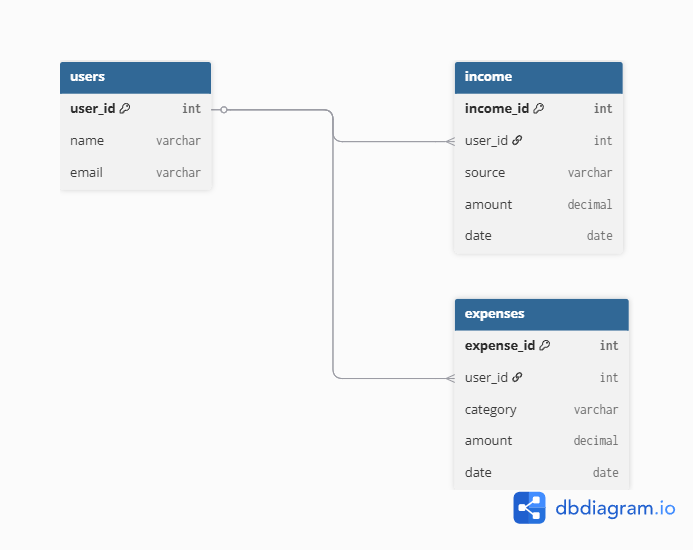 users
user_id int
name varchar
email varchar
income
income_id int
user_id int
source varchar
amount decimal
date date
expenses
expense_id int
user_id int
category varchar
amount decimal
date date
dbdiagram.io